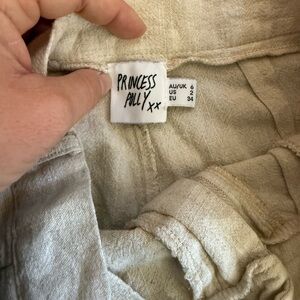 PRINCESS
POLLY xx
AU/UK 6
US 2
EU 34